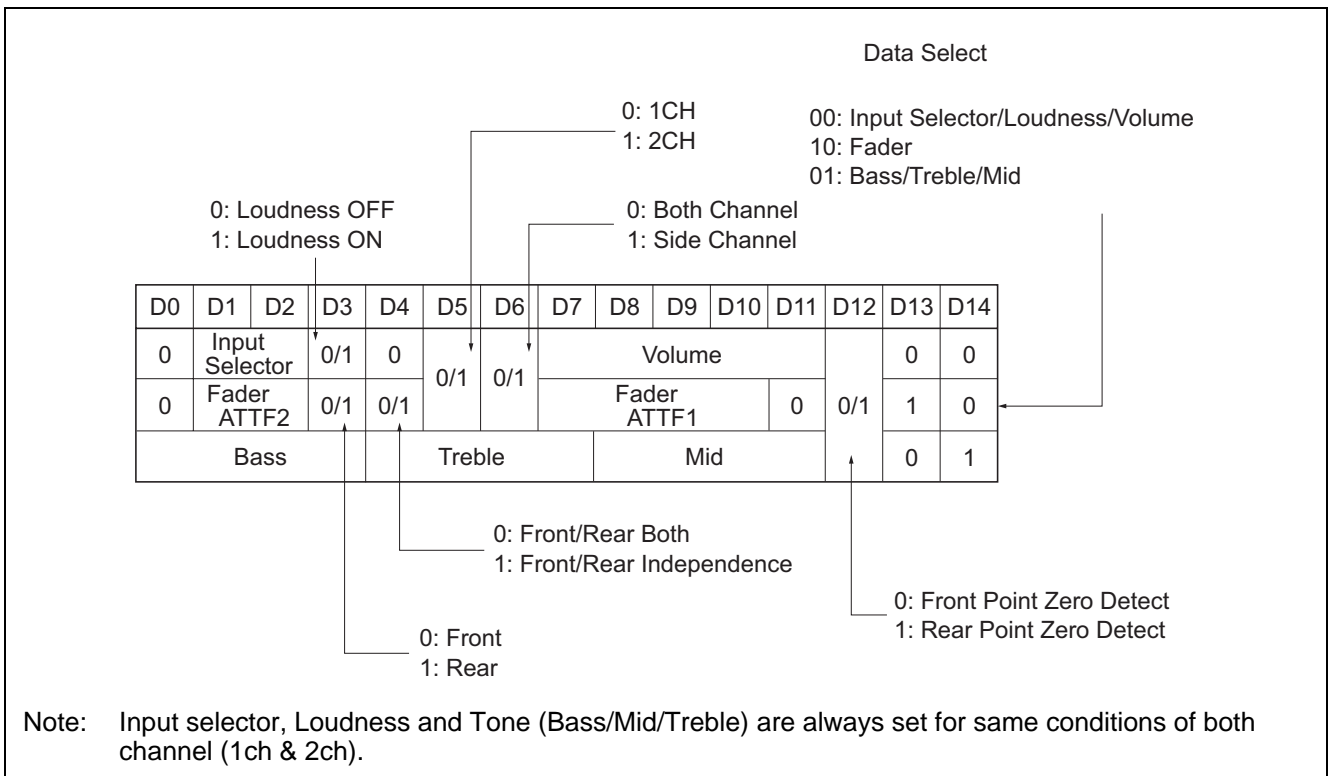 Data Select
0: 1CH
1: 2CH
00: Input Selector/Loudness/Volume
10: Fader
01: Bass/Treble/Mid
0: Loudness OFF
1: Loudness ON
0: Both Channel
1: Side Channel
D0 D1 D2 D3 D4 D5 D6 D7 D8 D9 D10 D11 D12 D13 D14
0 Input Selector 0/1 0 0/1 0/1 Volume 0/1 0 0
0 Fader ATTF2 0/1 0/1 Fader ATTF1 0 1 0
Bass Treble Mid 0 1
0: Front/Rear Both
1: Front/Rear Independence
0: Front Point Zero Detect
1: Rear Point Zero Detect
0: Front
1: Rear
Note: Input selector, Loudness and Tone (Bass/Mid/Treble) are always set for same conditions of both
channel (1ch & 2ch).